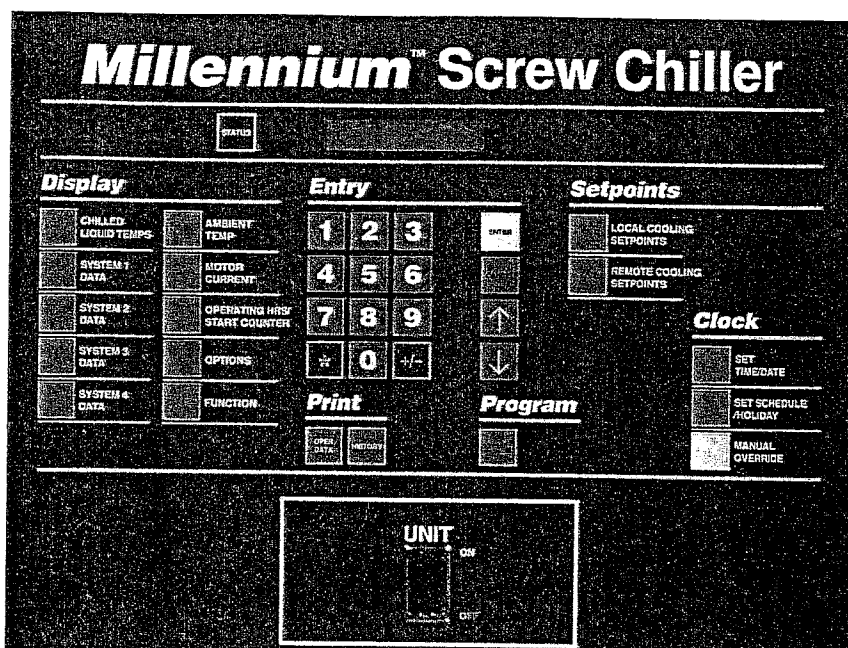 Millennium™ Screw Chiller
STATUS
Display
CHILLED
LIQUID TEMPS
SYSTEM 1
DATA
SYSTEM 2
DATA
SYSTEM 3
DATA
SYSTEM 4
DATA
AMBIENT
TEMP
MOTOR
CURRENT
OPERATING HRS/
START COUNTER
OPTIONS
FUNCTION
Entry
1 2 3
4 5 6
7 8 9
* 0 +/-
ENTER
↑
↓
Print
OPER
DATA
HISTORY
Program
Setpoints
LOCAL COOLING
SETPOINTS
REMOTE COOLING
SETPOINTS
Clock
SET
TIME/DATE
SET SCHEDULE
/HOLIDAY
MANUAL
OVERRIDE
UNIT
ON
OFF